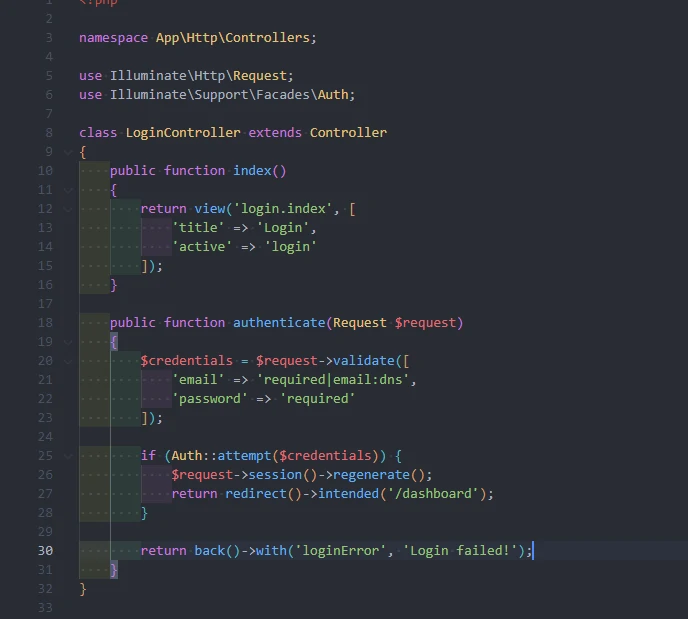 1 <?php
2
3 namespace App\Http\Controllers;
4
5 use Illuminate\Http\Request;
6 use Illuminate\Support\Facades\Auth;
7
8 class LoginController extends Controller
9 {
10     public function index()
11     {
12         return view('login.index', [
13             'title' => 'Login',
14             'active' => 'login'
15         ]);
16     }
17
18     public function authenticate(Request $request)
19     {
20         $credentials = $request->validate([
21             'email' => 'required|email:dns',
22             'password' => 'required'
23         ]);
24
25         if (Auth::attempt($credentials)) {
26             $request->session()->regenerate();
27             return redirect()->intended('/dashboard');
28         }
29
30         return back()->with('loginError', 'Login failed!');
31     }
32 }
33